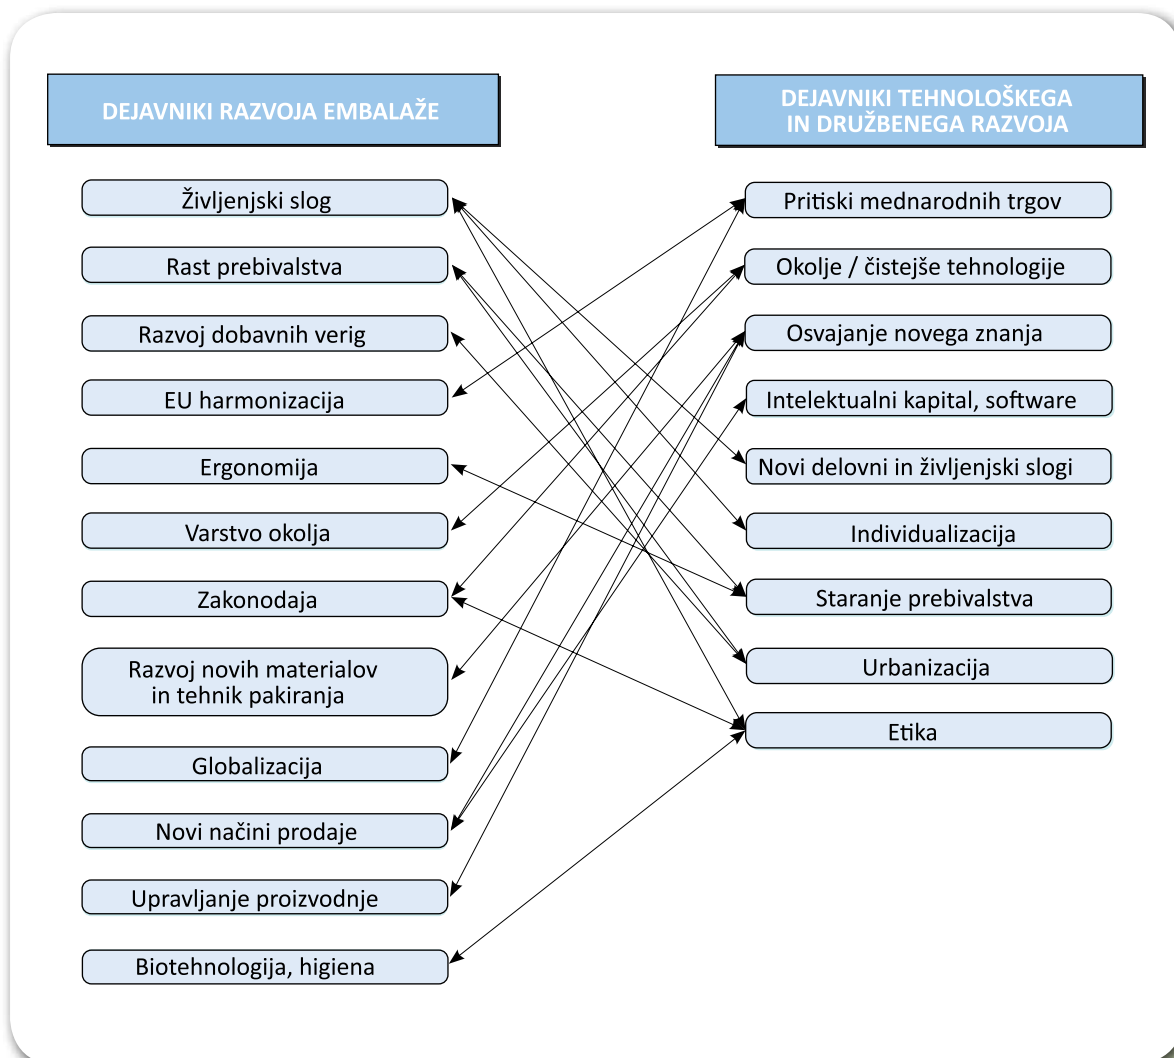 DEJAVNIKI RAZVOJA EMBALAŽE
Življenjski slog
Rast prebivalstva
Razvoj dobavnih verig
EU harmonizacija
Ergonomija
Varstvo okolja
Zakonodaja
Razvoj novih materialov
in tehnik pakiranja
Globalizacija
Novi načini prodaje
Upravljanje proizvodnje
Biotehnologija, higiena
DEJAVNIKI TEHNOLOŠKEGA
IN DRUŽBENEGA RAZVOJA
Pritiski mednarodnih trgov
Okolje / čistejše tehnologije
Osvajanje novega znanja
Intelektualni kapital, software
Novi delovni in življenjski slogi
Individualizacija
Staranje prebivalstva
Urbanizacija
Etika